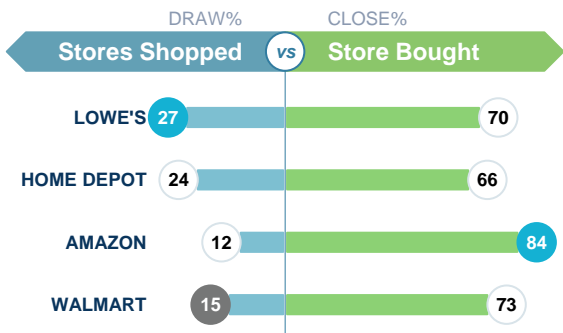 DRAW% CLOSE%
Stores Shopped vs Store Bought
LOWE'S 27 70
HOME DEPOT 24 66
AMAZON 12 84
WALMART 15 73